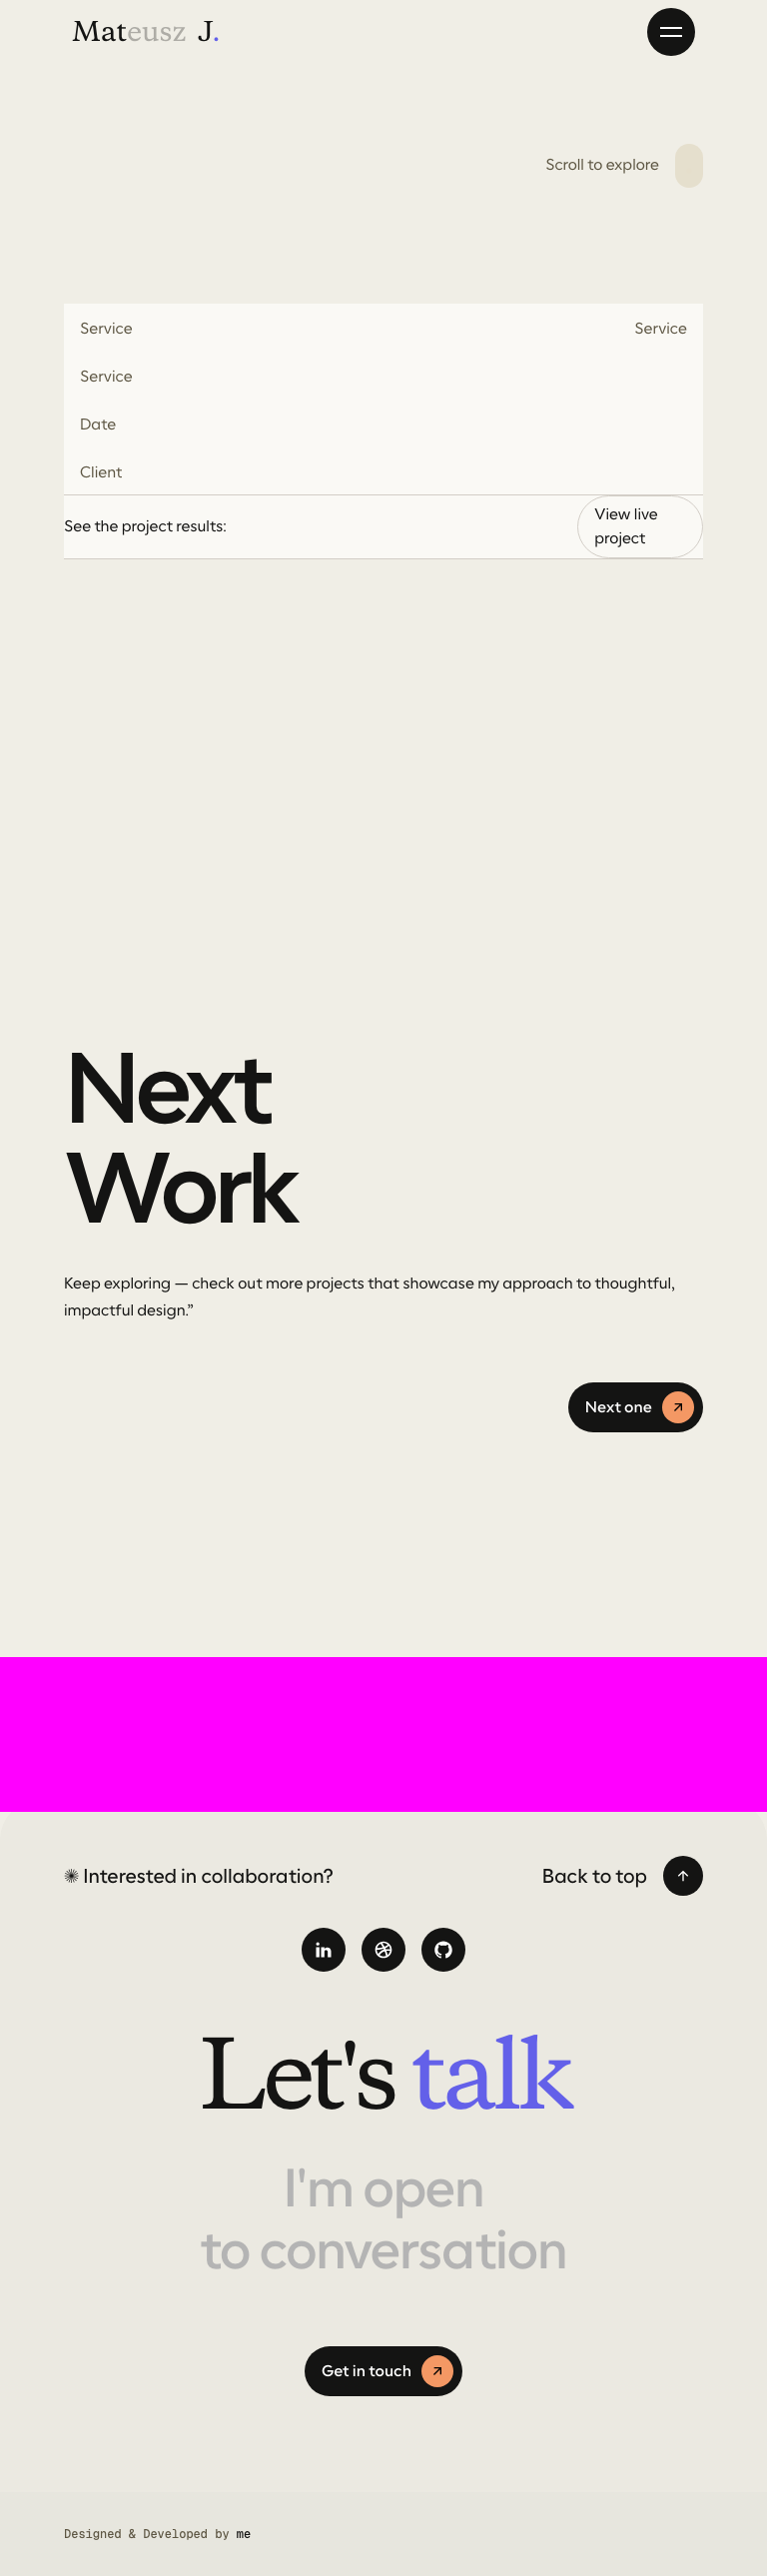 Mateusz J.
Scroll to explore
Service Service
Service
Date
Client
See the project results:
View live
project
Next
Work
Keep exploring — check out more projects that showcase my approach to thoughtful,
impactful design.”
Next one
✺ Interested in collaboration?
Back to top
Let's talk
I'm open
to conversation
Get in touch
Designed & Developed by me